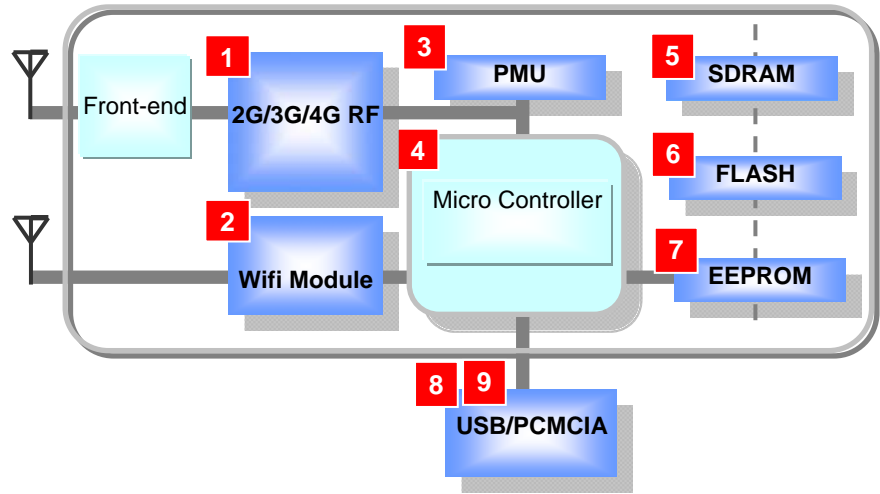 1
3
5
PMU
SDRAM
Front-end
2G/3G/4G RF
4
6
FLASH
Micro Controller
2
7
Wifi Module
EEPROM
8
9
USB/PCMCIA